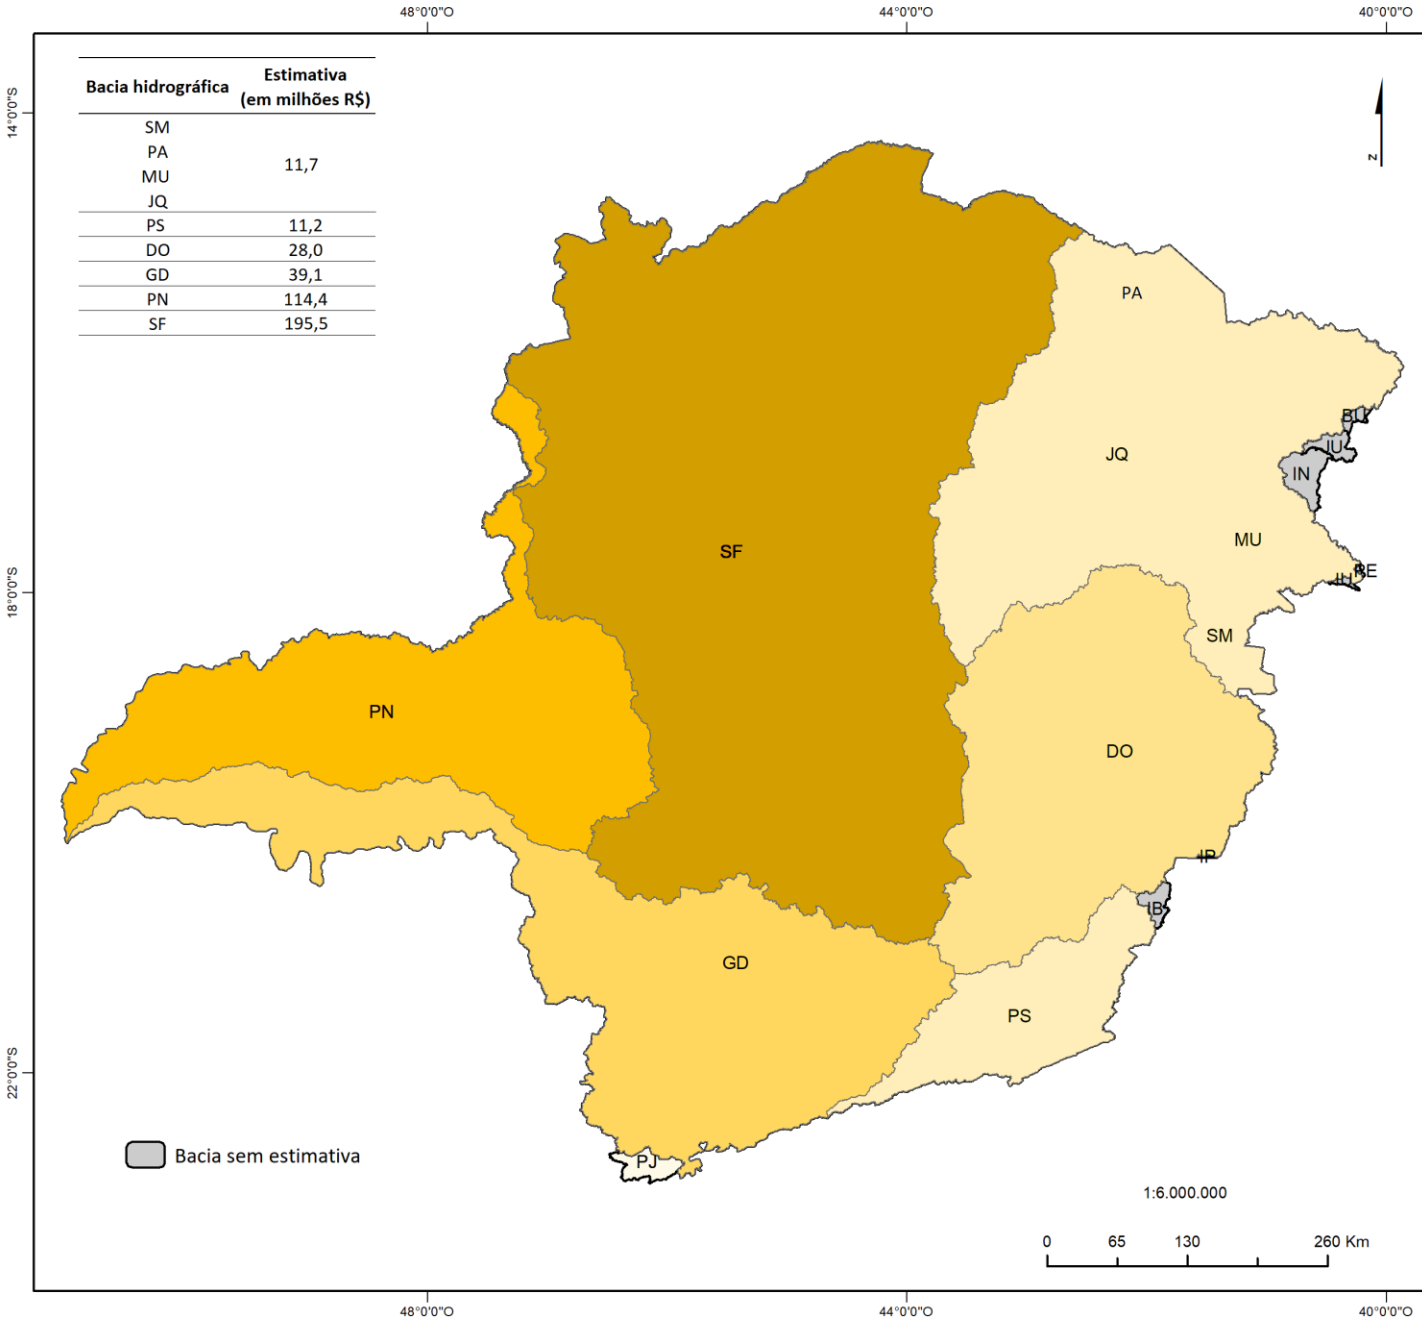 48°0'0"O 44°0'0"O 40°0'0"O
14°0'0"S
18°0'0"S
22°0'0"S
Bacia hidrográfica Estimativa (em milhões R$)
SM
PA
MU
JQ
11,7
PS 11,2
DO 28,0
GD 39,1
PN 114,4
SF 195,5
z
PA
BU
JU
IN
JQ
MU
SF
PE
SM
PN
DO
IB
GD
PS
PJ
Bacia sem estimativa
1:6.000.000
0 65 130 260 Km
48°0'0"O 44°0'0"O 40°0'0"O